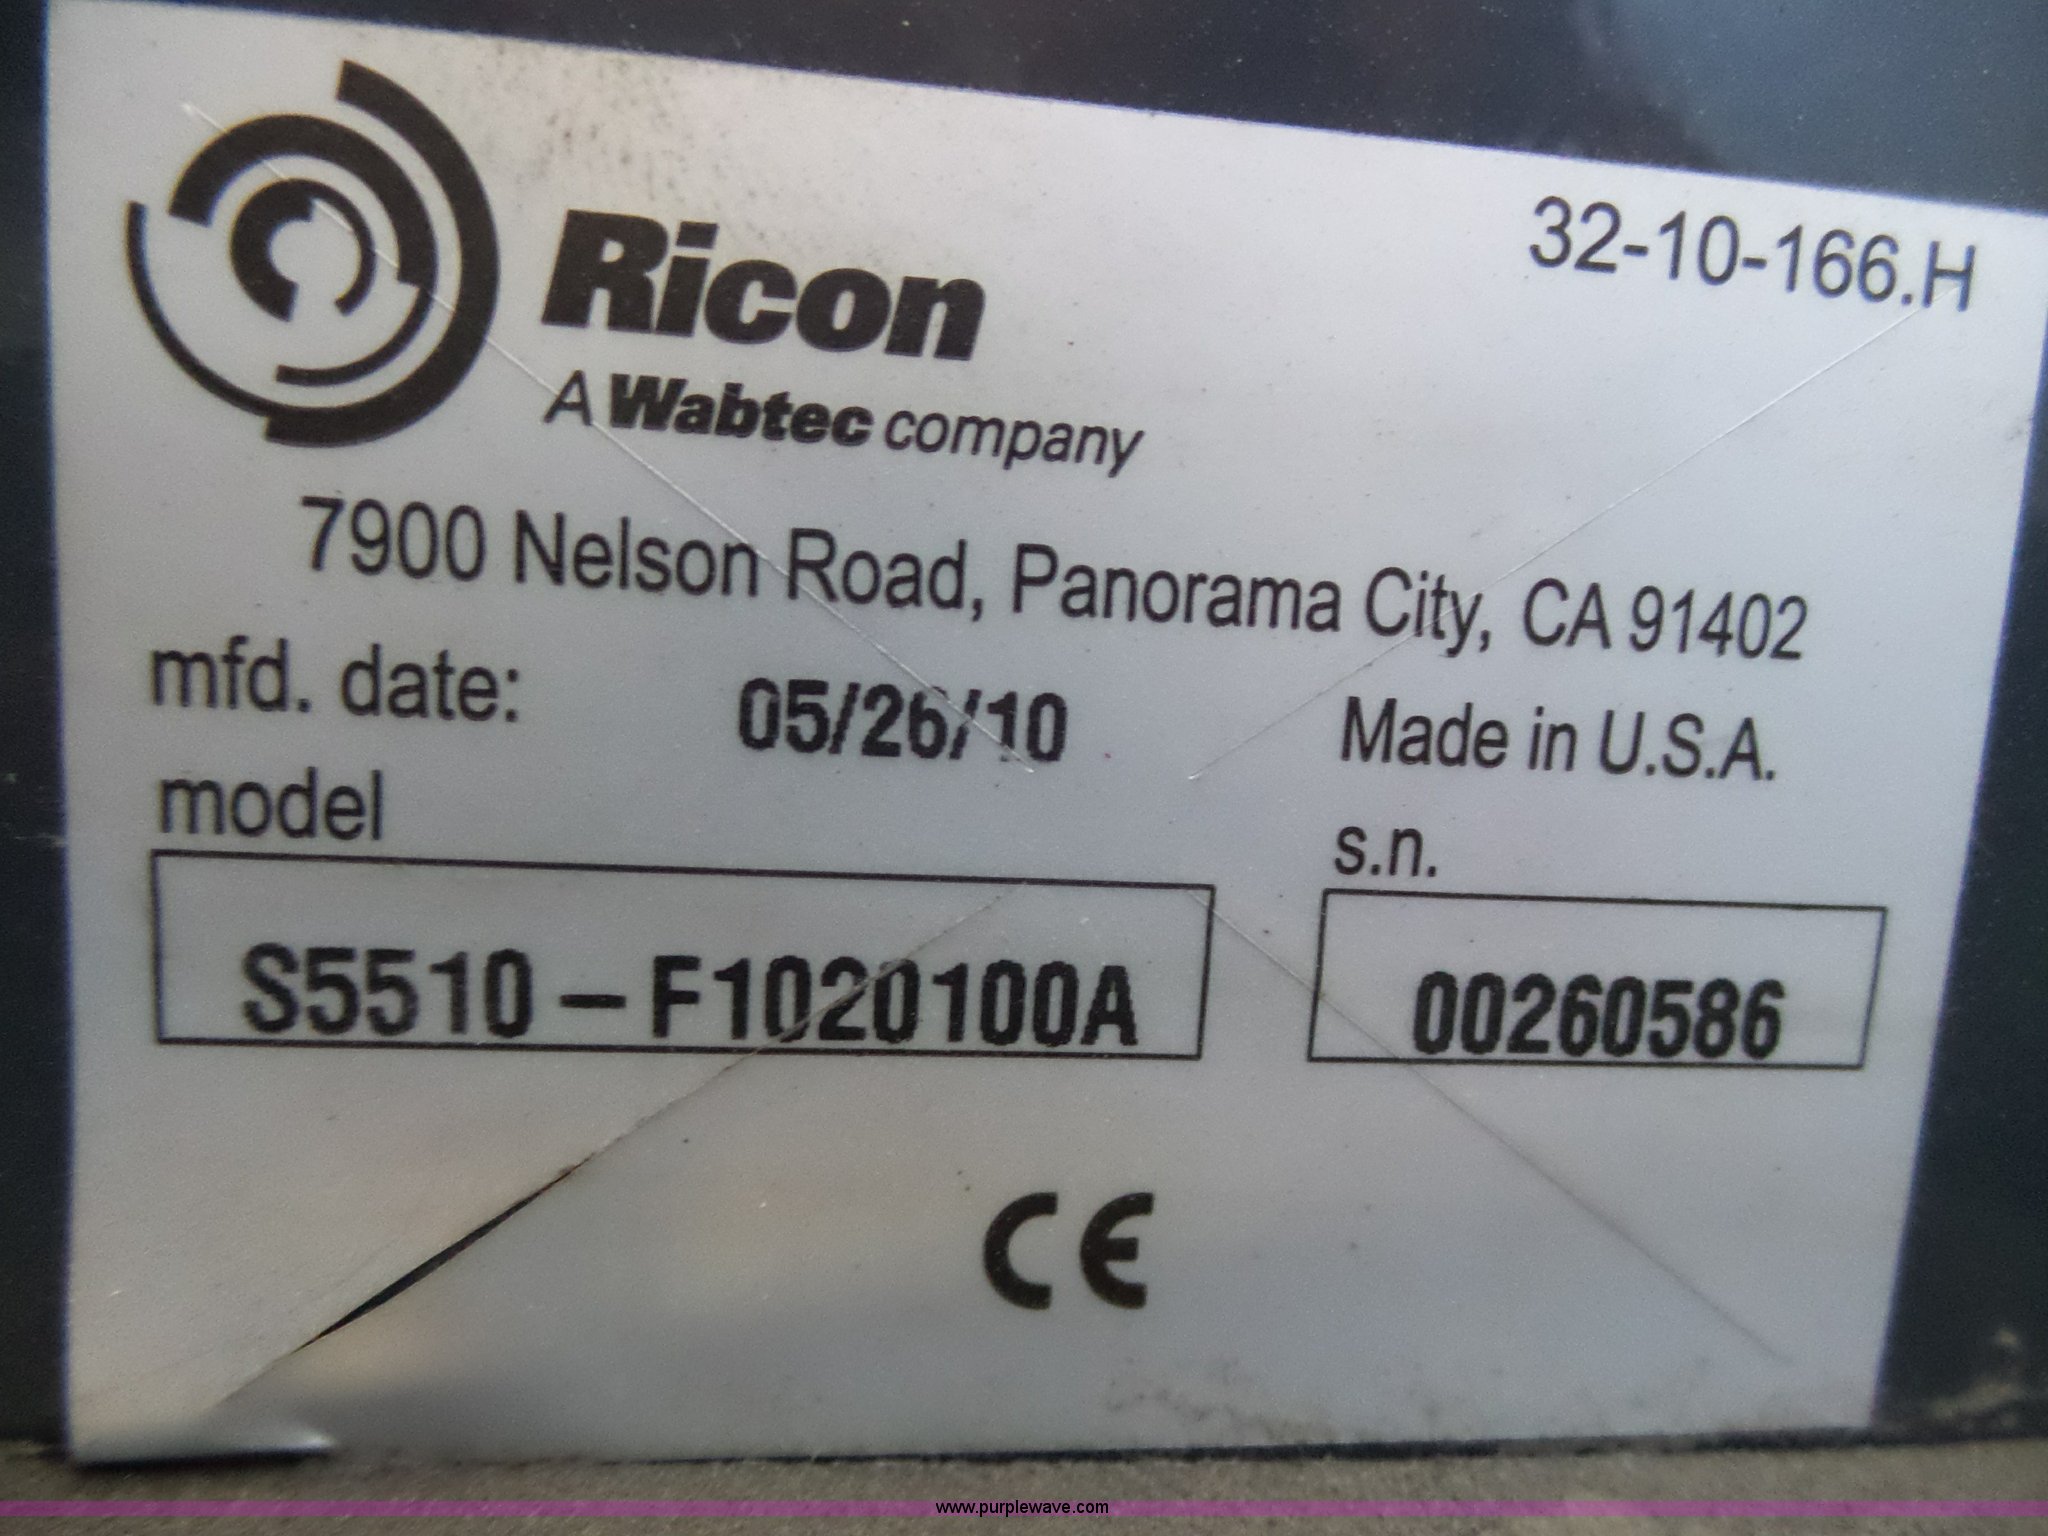 Ricon
A Wabtec company
32-10-166.H
7900 Nelson Road, Panorama City, CA 91402
mfd. date: 05/26/10 Made in U.S.A.
model s.n.
S5510-F1020100A 00260586
CE
www.purplewave.com